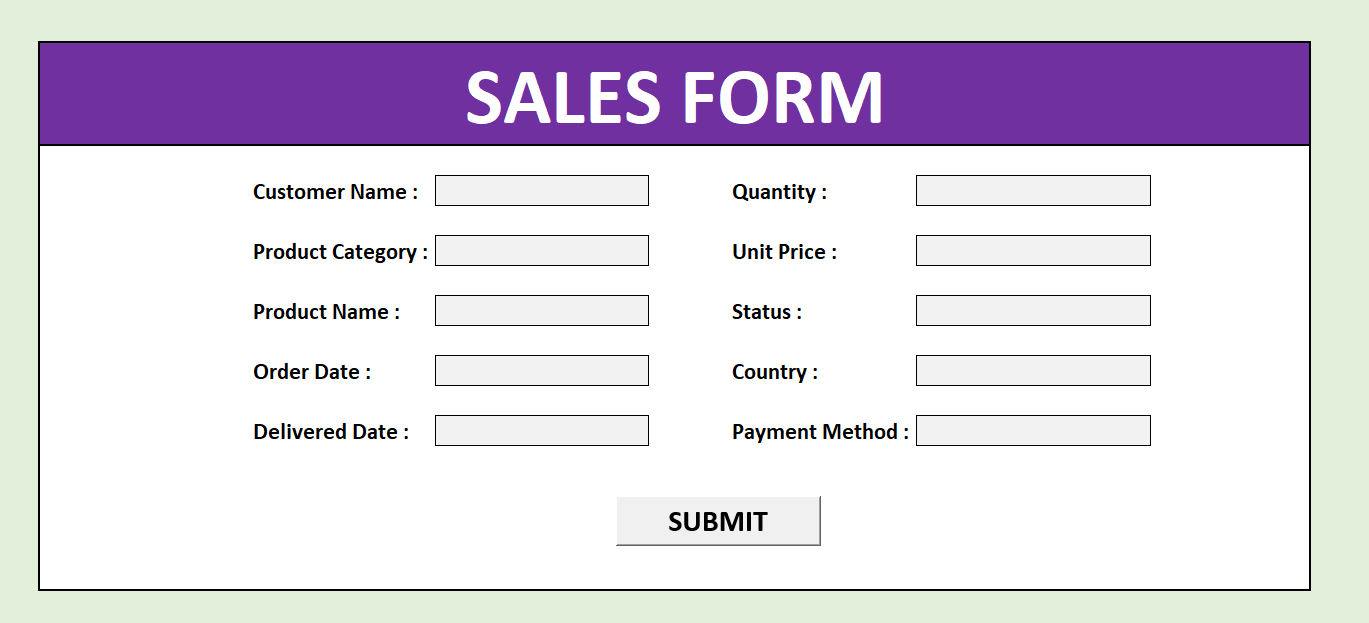 SALES FORM
Customer Name :
Quantity :
Product Category :
Unit Price :
Product Name :
Status :
Order Date :
Country :
Delivered Date :
Payment Method :
SUBMIT